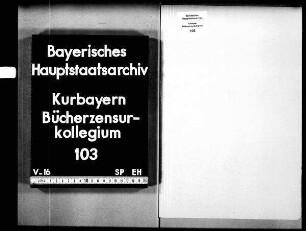 Bayerisches
Hauptstaatsarchiv
Kurbayern
Bücherzensur-
kollegium
103
V-16 SP EH